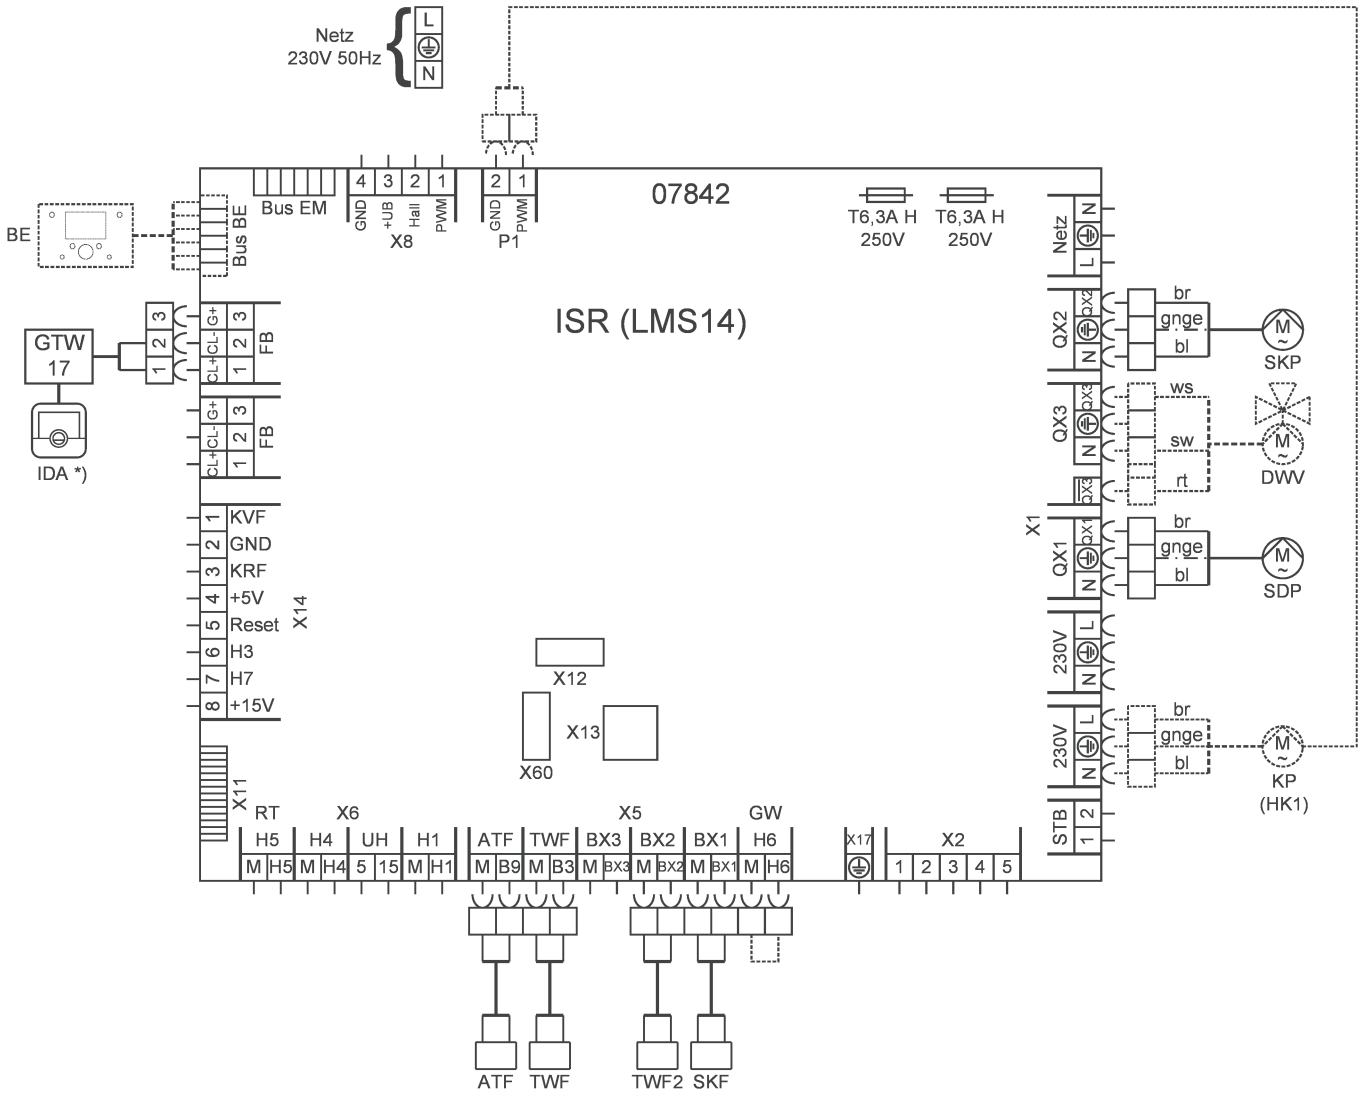 Netz
230V 50Hz
L
N
07842
T6,3A H
250V
T6,3A H
250V
ISR (LMS14)
Bus EM
4 3 2 1
GND +UB Hall PWM
X8
2 1
GND PWM
P1
BE
Bus BE
GTW
17
IDA *)
3 G+ 3
2 CL- 2
1 CL+ 1
FB
G+ 3
CL- 2
CL+ 1
FB
1 KVF
2 GND
3 KRF
4 +5V
5 Reset
6 H3
7 H7
8 +15V
X14
X11
X12
X60
X13
Netz
N
L
QX2
QX2
N
br
gnge
bl
M
~
SKP
QX3
QX3
N
QX3
ws
sw
rt
M
~
DWV
X1
QX1
QX1
N
br
gnge
bl
M
~
SDP
230V
L
N
230V
L
N
br
gnge
bl
M
~
KP
(HK1)
STB
2
1
RT X6 X5 GW
H5 H4 UH H1 ATF TWF BX3 BX2 BX1 H6 X17 X2
M H5 M H4 5 15 M H1 M B9 M B3 M BX3 M BX2 M BX1 M H6 1 2 3 4 5
ATF TWF TWF2 SKF